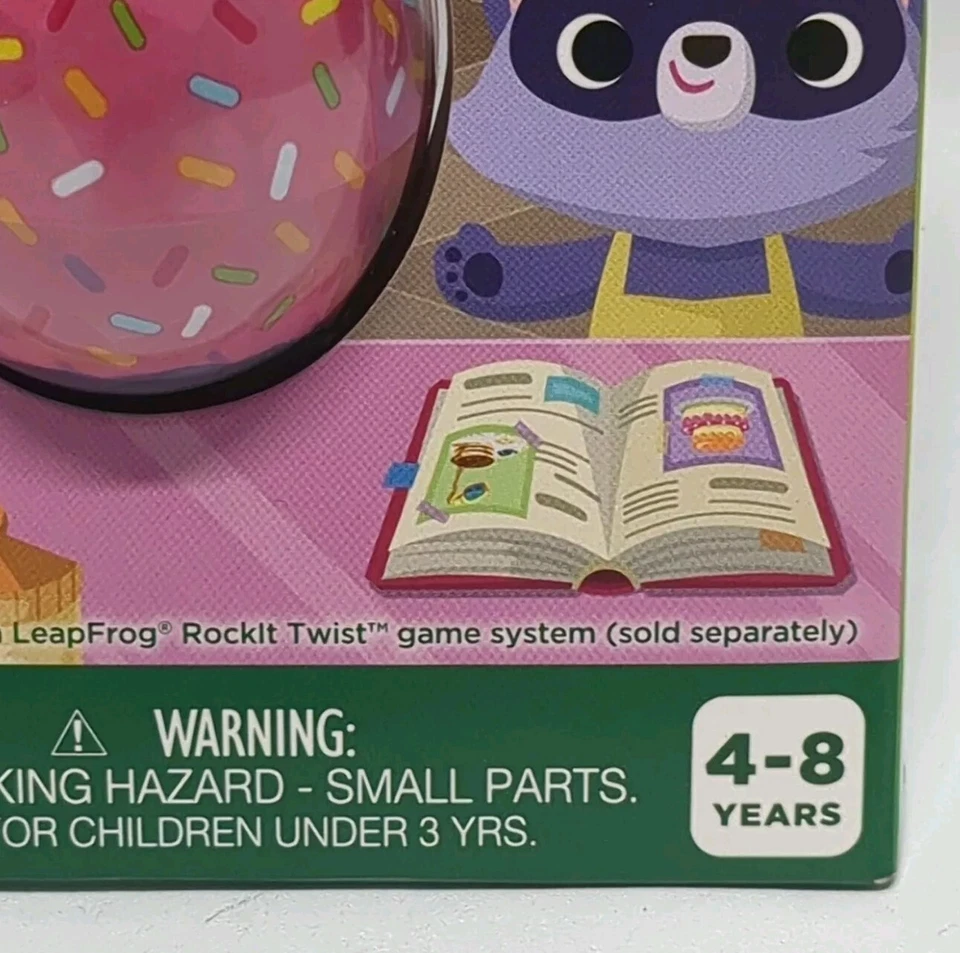 LeapFrog® RockIt Twist™ game system (sold separately)
⚠ WARNING:
KING HAZARD - SMALL PARTS.
OR CHILDREN UNDER 3 YRS.
4-8
YEARS